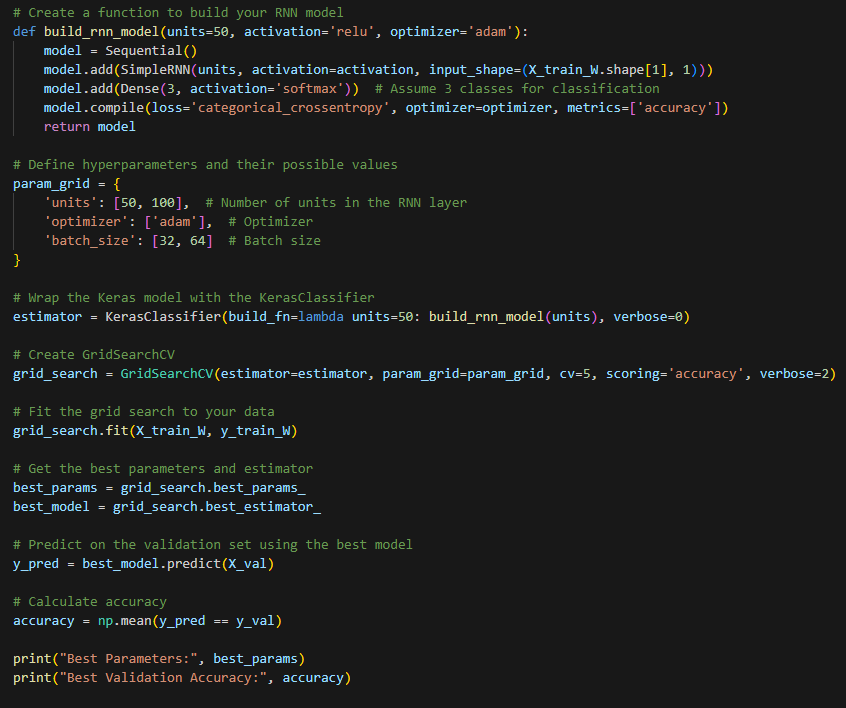 # Create a function to build your RNN model
def build_rnn_model(units=50, activation='relu', optimizer='adam'):
    model = Sequential()
    model.add(SimpleRNN(units, activation=activation, input_shape=(X_train_W.shape[1], 1)))
    model.add(Dense(3, activation='softmax'))  # Assume 3 classes for classification
    model.compile(loss='categorical_crossentropy', optimizer=optimizer, metrics=['accuracy'])
    return model

# Define hyperparameters and their possible values
param_grid = {
    'units': [50, 100],  # Number of units in the RNN layer
    'optimizer': ['adam'],  # Optimizer
    'batch_size': [32, 64]  # Batch size
}

# Wrap the Keras model with the KerasClassifier
estimator = KerasClassifier(build_fn=lambda units=50: build_rnn_model(units), verbose=0)

# Create GridSearchCV
grid_search = GridSearchCV(estimator=estimator, param_grid=param_grid, cv=5, scoring='accuracy', verbose=2)

# Fit the grid search to your data
grid_search.fit(X_train_W, y_train_W)

# Get the best parameters and estimator
best_params = grid_search.best_params_
best_model = grid_search.best_estimator_

# Predict on the validation set using the best model
y_pred = best_model.predict(X_val)

# Calculate accuracy
accuracy = np.mean(y_pred == y_val)

print("Best Parameters:", best_params)
print("Best Validation Accuracy:", accuracy)